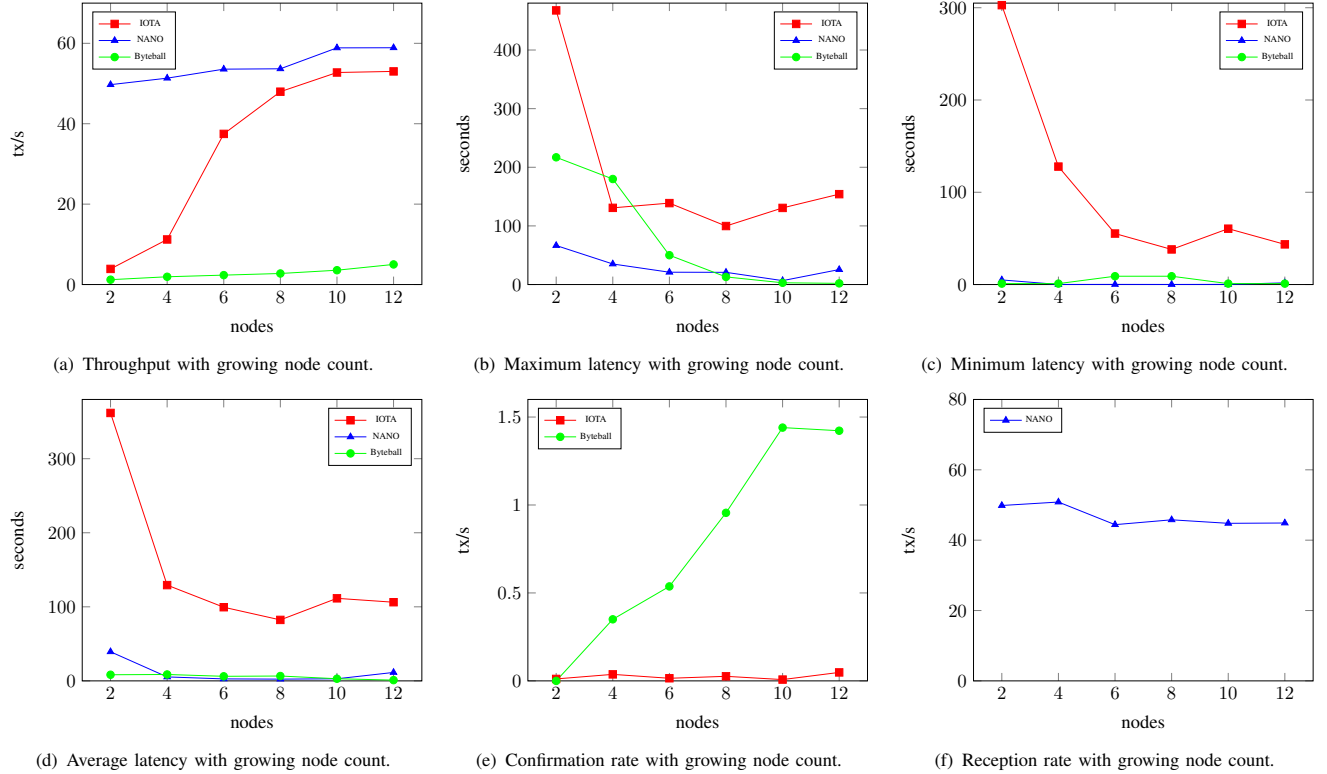 IOTA
NANO
Byteball
60
40
20
0
tx/s
2 4 6 8 10 12
nodes
(a) Throughput with growing node count.
IOTA
NANO
Byteball
400
300
200
100
0
seconds
2 4 6 8 10 12
nodes
(b) Maximum latency with growing node count.
IOTA
NANO
Byteball
300
200
100
0
seconds
2 4 6 8 10 12
nodes
(c) Minimum latency with growing node count.
IOTA
NANO
Byteball
300
200
100
0
seconds
2 4 6 8 10 12
nodes
(d) Average latency with growing node count.
IOTA
Byteball
1.5
1
0.5
0
tx/s
2 4 6 8 10 12
nodes
(e) Confirmation rate with growing node count.
NANO
80
60
40
20
0
tx/s
2 4 6 8 10 12
nodes
(f) Reception rate with growing node count.